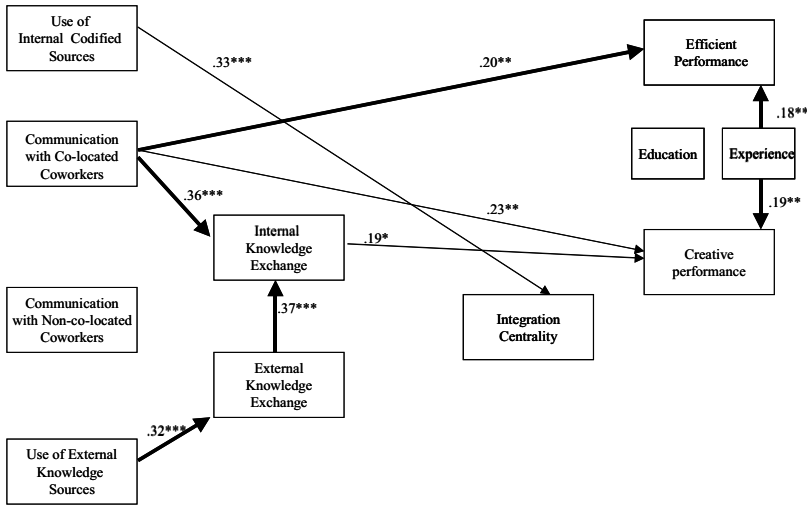 Use of
Internal Codified
Sources
.33***
.20**
Efficient
Performance
.18**
Communication
with Co-located
Coworkers
Education
Experience
.36***
.23**
.19**
Internal
Knowledge
Exchange
.19*
Creative
performance
Communication
with Non-co-located
Coworkers
.37***
Integration
Centrality
External
Knowledge
Exchange
.32***
Use of External
Knowledge
Sources